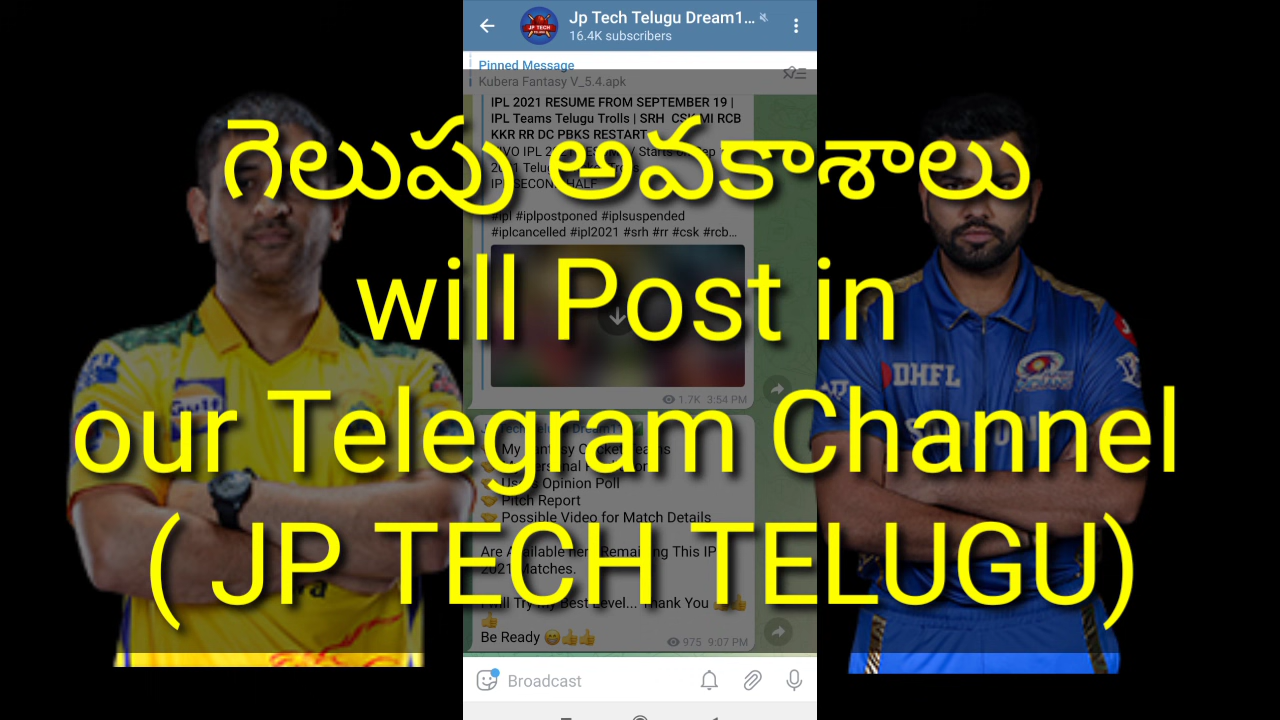 Jp Tech Telugu Dream1...
16.4K subscribers
Pinned Message
Kubera Fantasy V_5.4.apk
IPL 2021 RESUME FROM SEPTEMBER 19 |
IPL Teams Telugu Trolls | SRH CSK MI RCB
KKR RR DC PBKS RESTART
గెలుపు అవకాశాలు
#ipl #iplpostponed #iplsuspended
#iplcancelled #ipl2021 #srh #rr #csk #rcb...
will Post in
DHFL
1.7K 3:54 PM
our Telegram Channel
Opinion Poll
Pitch Report
Possible Video for Match Details
( JP TECH TELUGU)
2021 Matches.
Thank You
Be Ready
975 9:07 PM
Broadcast